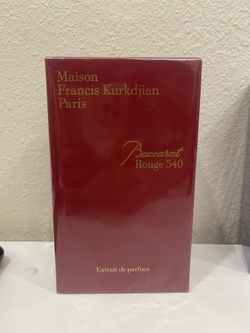 Maison
Francis Kurkdjian
Paris
Baccarat
Rouge 540
Extrait de parfum